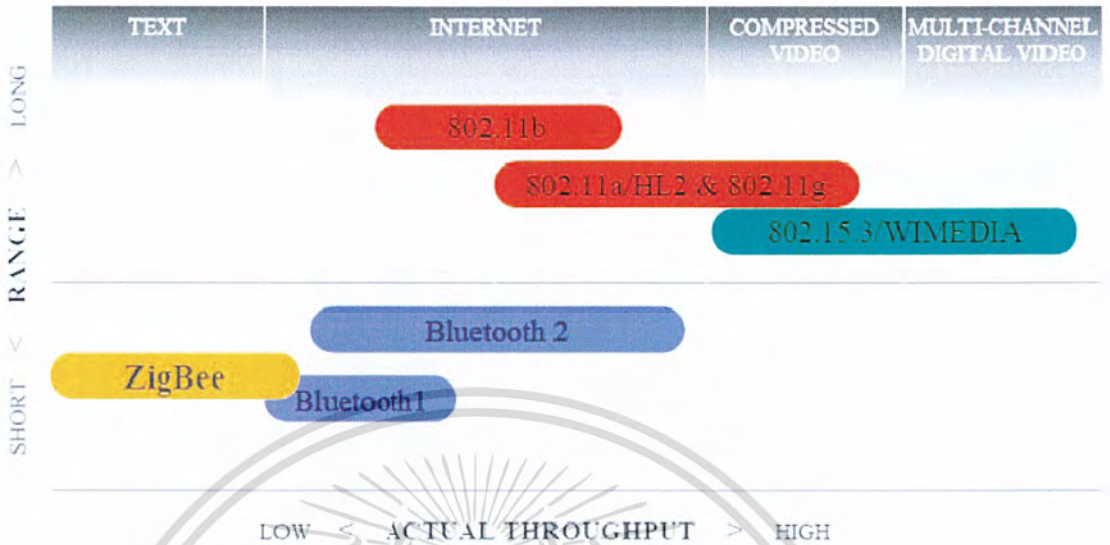 TEXT
INTERNET
COMPRESSED
VIDEO
MULTI-CHANNEL
DIGITAL VIDEO
SHORT < RANGE > LONG
802.11b
802.11a/HL2 & 802.11g
802.15.3/WIMEDIA
Bluetooth 2
ZigBee
Bluetooth1
LOW < ACTUAL THROUGHPUT > HIGH